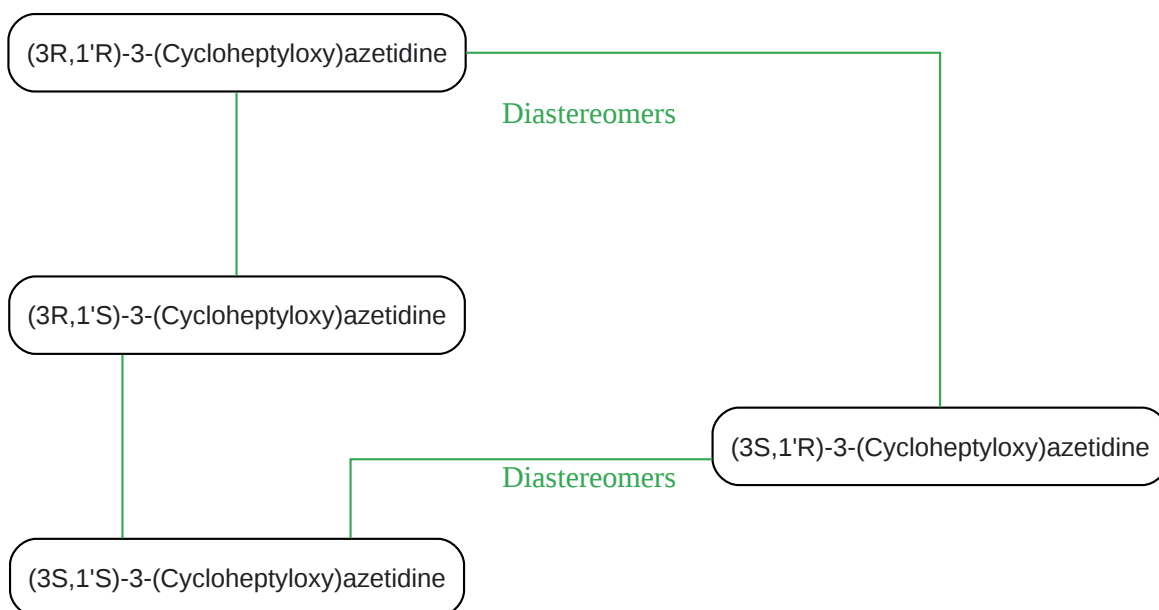 (3R,1'R)-3-(Cycloheptyloxy)azetidine
Diastereomers
(3R,1'S)-3-(Cycloheptyloxy)azetidine
(3S,1'R)-3-(Cycloheptyloxy)azetidine
Diastereomers
(3S,1'S)-3-(Cycloheptyloxy)azetidine